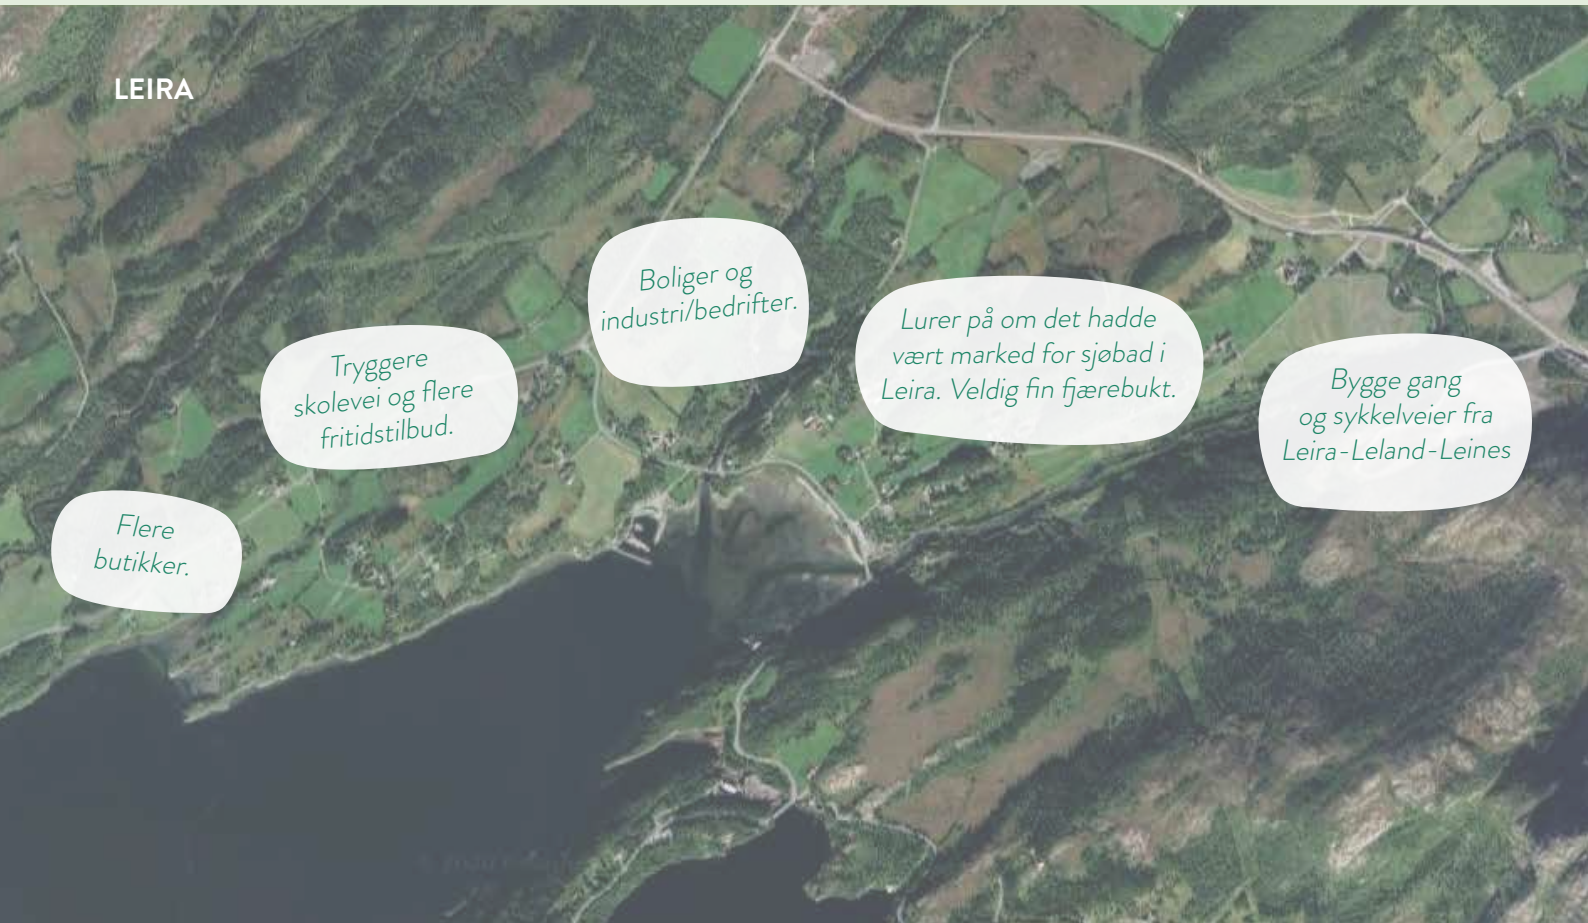 LEIRA
Boliger og
industri/bedrifter.
Lurer på om det hadde
vært marked for sjøbad i
Leira. Veldig fin fjærebukt.
Tryggere
skolevei og flere
fritidstilbud.
Bygge gang
og sykkelveier fra
Leira-Leland-Leines
Flere
butikker.